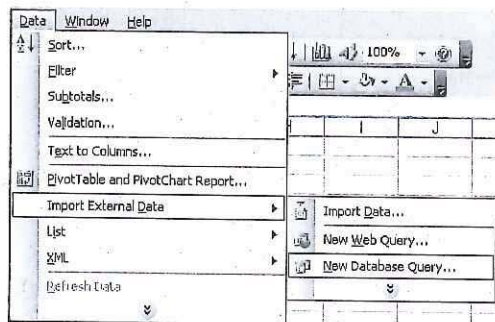 Data Window Help
Sort...
100%
Filter
Subtotals...
Validation...
I J
Text to Columns...
PivotTable and PivotChart Report...
Import External Data
Import Data...
List
New Web Query...
XML
New Database Query...
Refresh Data